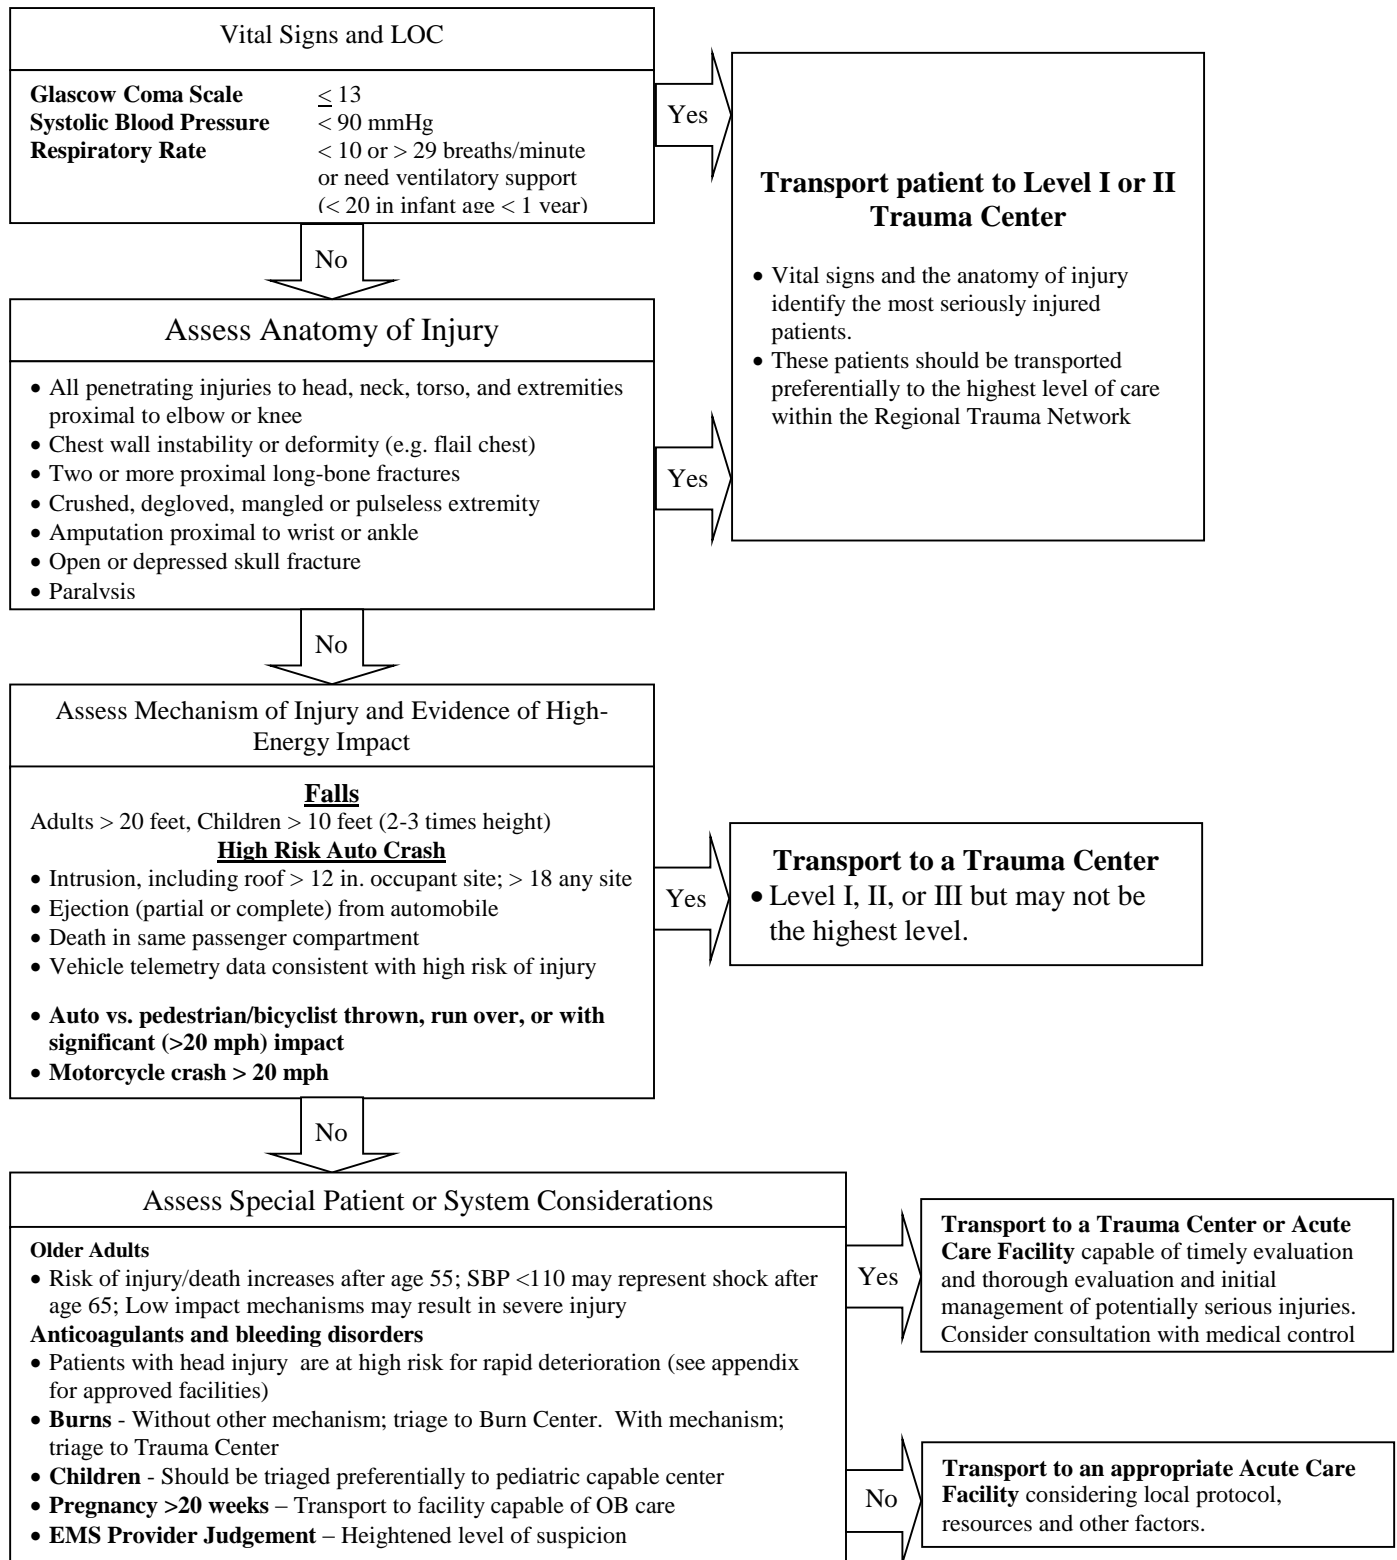 Vital Signs and LOC
Glascow Coma Scale < 13
Systolic Blood Pressure < 90 mmHg
Respiratory Rate < 10 or > 29 breaths/minute
or need ventilatory support
(< 20 in infant age < 1 year)
Yes
Transport patient to Level I or II
Trauma Center
• Vital signs and the anatomy of injury
identify the most seriously injured
patients.
• These patients should be transported
preferentially to the highest level of care
within the Regional Trauma Network
No
Assess Anatomy of Injury
• All penetrating injuries to head, neck, torso, and extremities
proximal to elbow or knee
• Chest wall instability or deformity (e.g. flail chest)
• Two or more proximal long-bone fractures
• Crushed, degloved, mangled or pulseless extremity
• Amputation proximal to wrist or ankle
• Open or depressed skull fracture
• Paralysis
Yes
No
Assess Mechanism of Injury and Evidence of High-
Energy Impact
Falls
Adults > 20 feet, Children > 10 feet (2-3 times height)
High Risk Auto Crash
• Intrusion, including roof > 12 in. occupant site; > 18 any site
• Ejection (partial or complete) from automobile
• Death in same passenger compartment
• Vehicle telemetry data consistent with high risk of injury
• Auto vs. pedestrian/bicyclist thrown, run over, or with
significant (>20 mph) impact
• Motorcycle crash > 20 mph
Yes
Transport to a Trauma Center
• Level I, II, or III but may not be
the highest level.
No
Assess Special Patient or System Considerations
Older Adults
• Risk of injury/death increases after age 55; SBP <110 may represent shock after
age 65; Low impact mechanisms may result in severe injury
Anticoagulants and bleeding disorders
• Patients with head injury are at high risk for rapid deterioration (see appendix
for approved facilities)
• Burns - Without other mechanism; triage to Burn Center. With mechanism;
triage to Trauma Center
• Children - Should be triaged preferentially to pediatric capable center
• Pregnancy >20 weeks – Transport to facility capable of OB care
• EMS Provider Judgement – Heightened level of suspicion
Yes
Transport to a Trauma Center or Acute
Care Facility capable of timely evaluation
and thorough evaluation and initial
management of potentially serious injuries.
Consider consultation with medical control
No
Transport to an appropriate Acute Care
Facility considering local protocol,
resources and other factors.